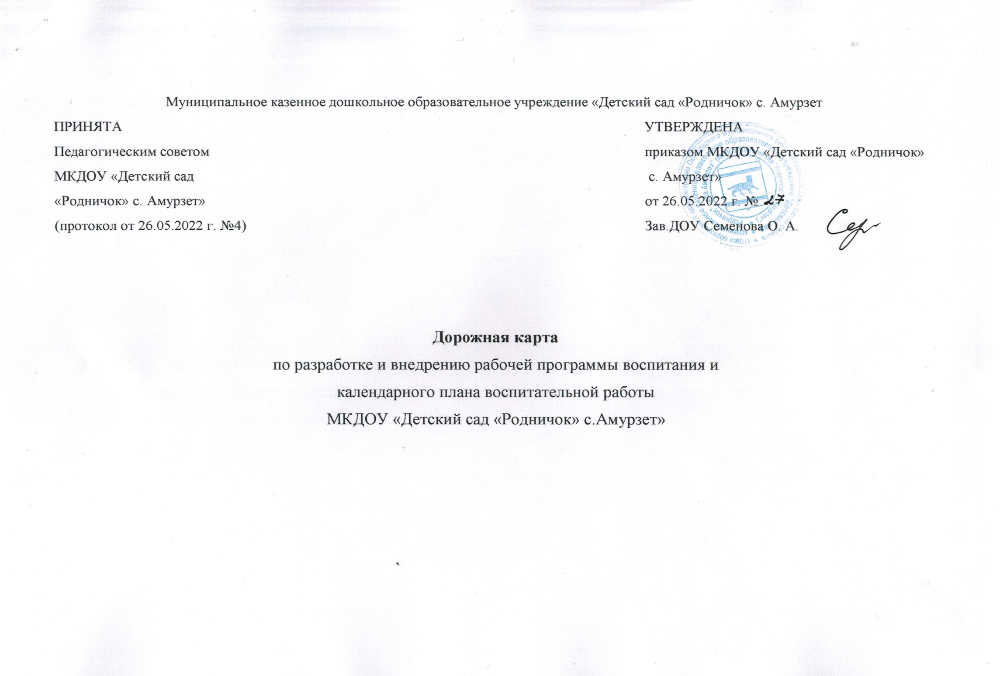 Муниципальное казенное дошкольное образовательное учреждение «Детский сад «Родничок» с. Амурзет
ПРИНЯТА
Педагогическим советом
МКДОУ «Детский сад
«Родничок» с. Амурзет»
(протокол от 26.05.2022 г. №4)
УТВЕРЖДЕНА
приказом МКДОУ «Детский сад «Родничок»
с. Амурзет»
от 26.05.2022 г. № 27
Зав.ДОУ Семенова О. А.
Дорожная карта
по разработке и внедрению рабочей программы воспитания и
календарного плана воспитательной работы
МКДОУ «Детский сад «Родничок» с.Амурзет»